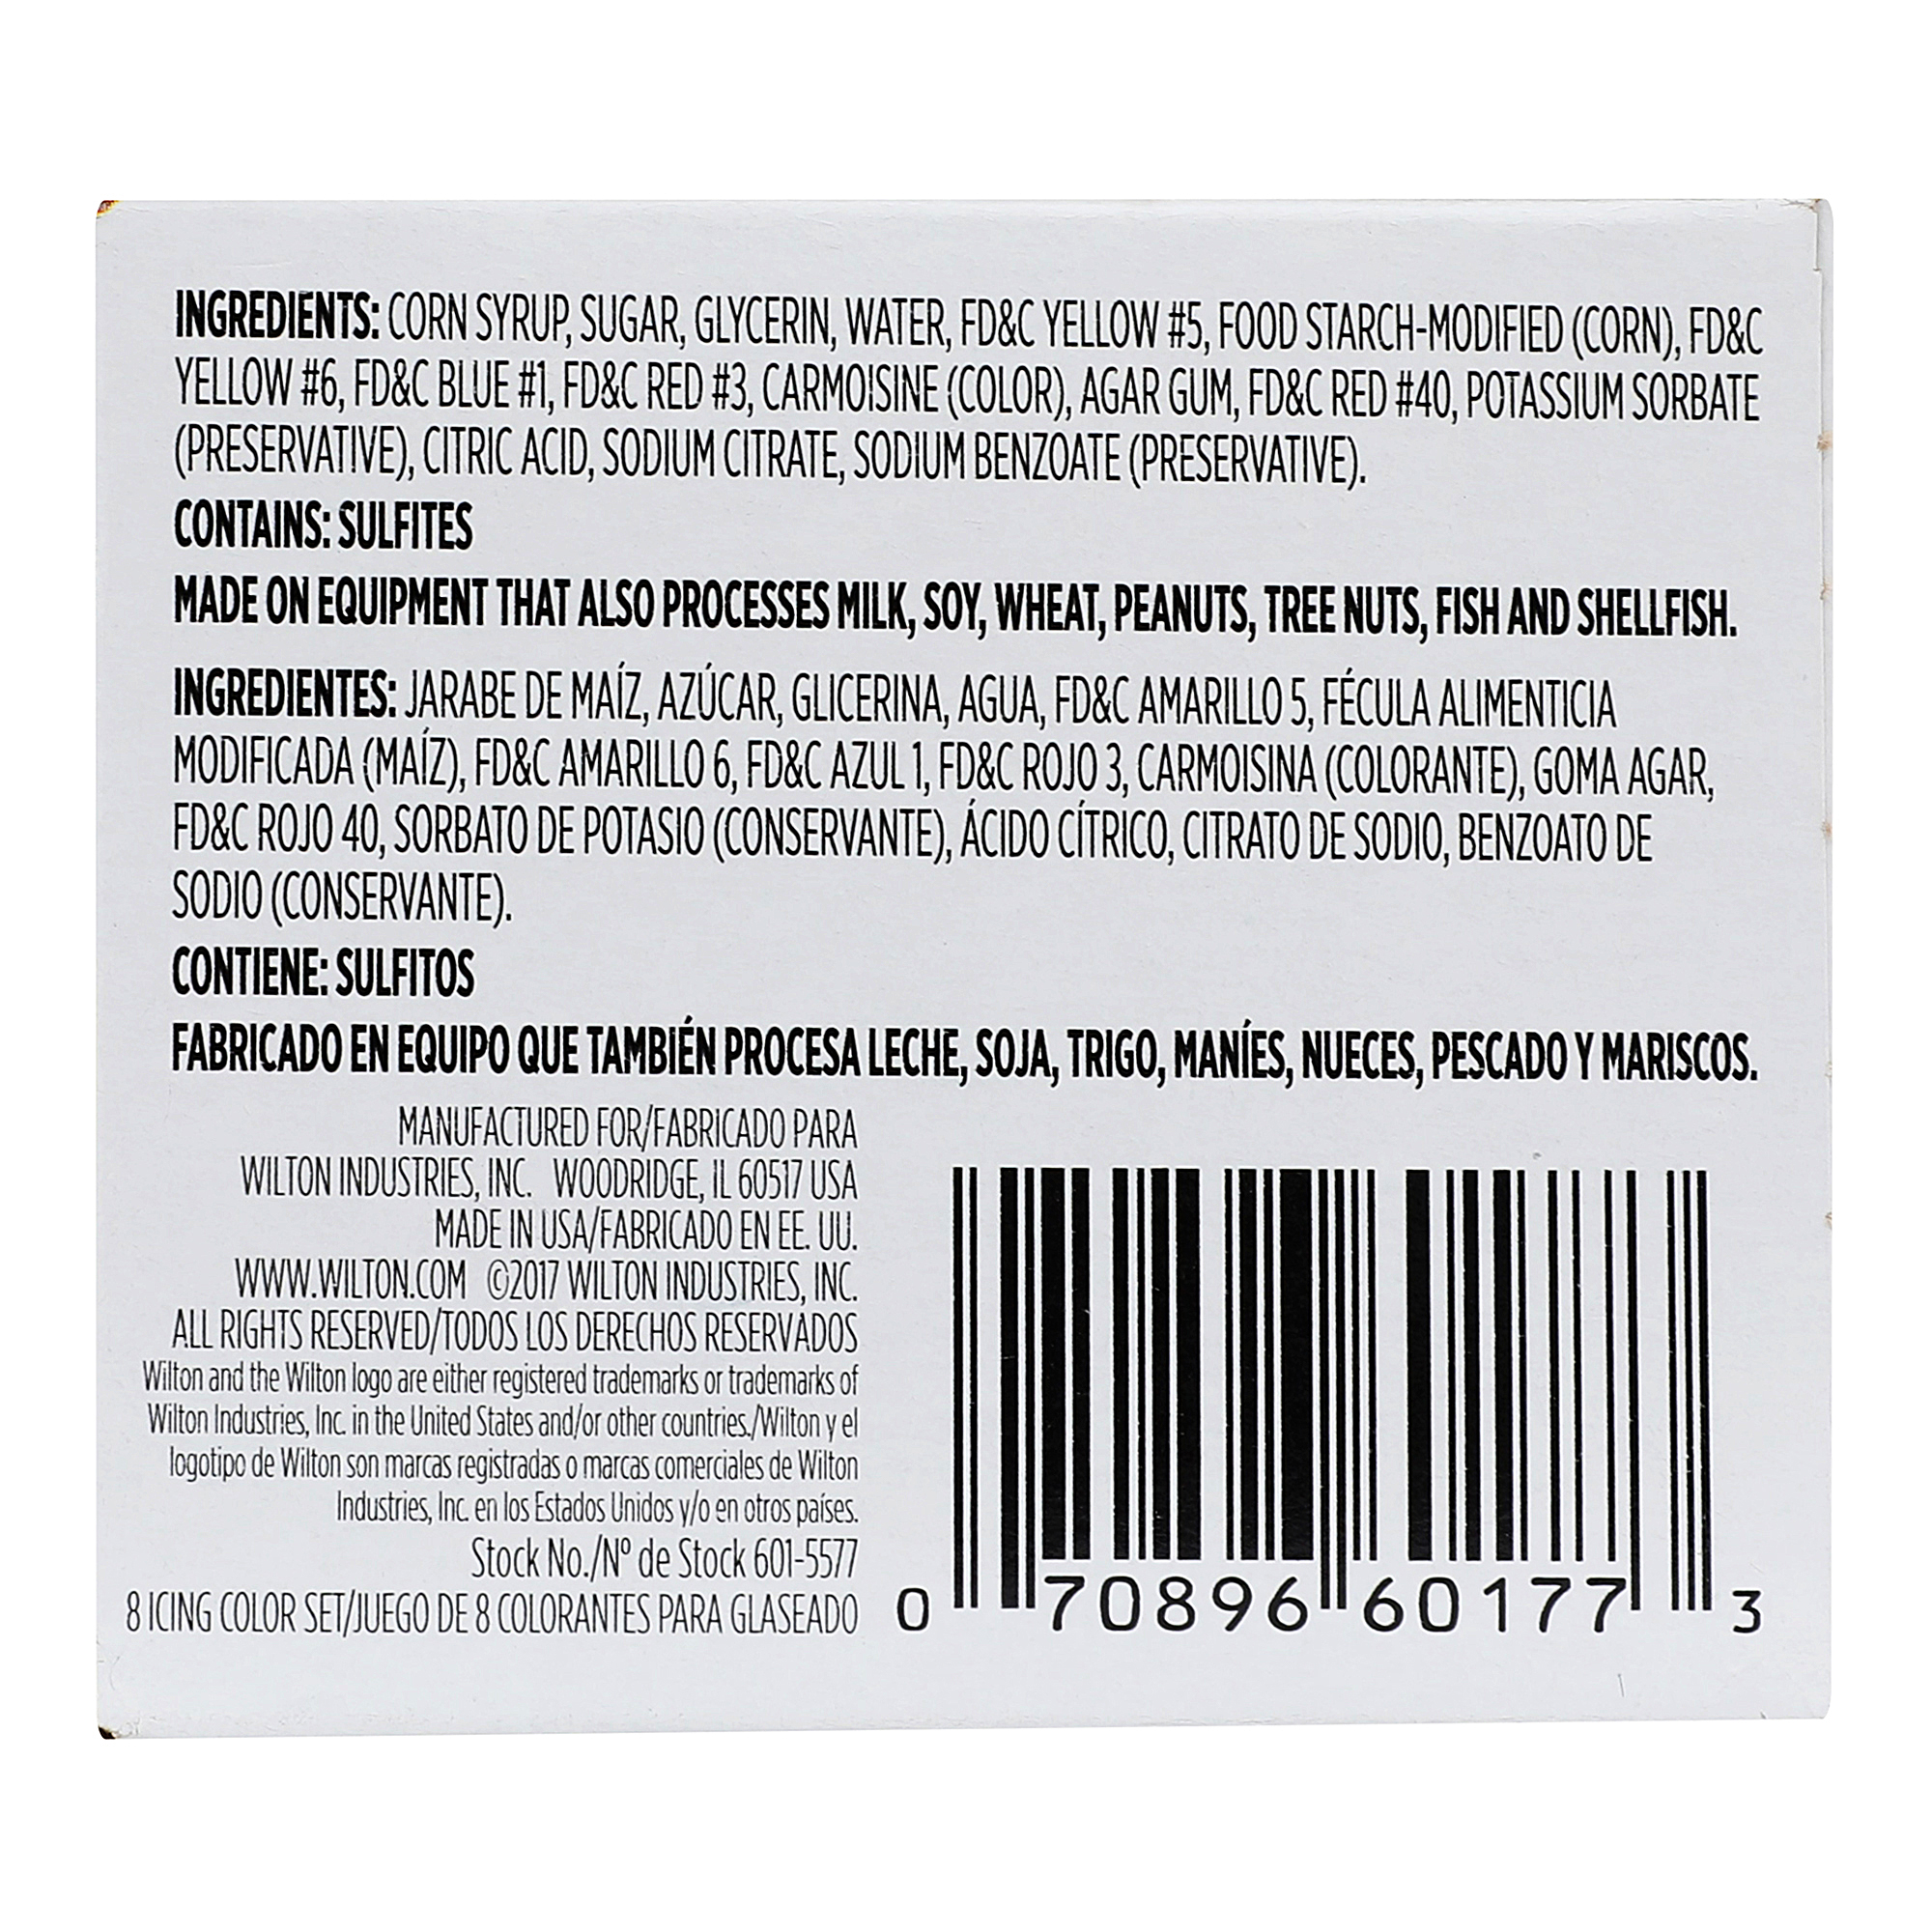 INGREDIENTS: CORN SYRUP, SUGAR, GLYCERIN, WATER, FD&C YELLOW #5, FOOD STARCH-MODIFIED (CORN), FD&C
YELLOW #6, FD&C BLUE #1, FD&C RED #3, CARMOISINE (COLOR), AGAR GUM, FD&C RED #40, POTASSIUM SORBATE
(PRESERVATIVE), CITRIC ACID, SODIUM CITRATE, SODIUM BENZOATE (PRESERVATIVE).
CONTAINS: SULFITES
MADE ON EQUIPMENT THAT ALSO PROCESSES MILK, SOY, WHEAT, PEANUTS, TREE NUTS, FISH AND SHELLFISH.
INGREDIENTES: JARABE DE MAÍZ, AZÚCAR, GLICERINA, AGUA, FD&C AMARILLO 5, FÉCULA ALIMENTICIA
MODIFICADA (MAÍZ), FD&C AMARILLO 6, FD&C AZUL 1, FD&C ROJO 3, CARMOISINA (COLORANTE), GOMA AGAR,
FD&C ROJO 40, SORBATO DE POTASIO (CONSERVANTE), ÁCIDO CÍTRICO, CITRATO DE SODIO, BENZOATO DE
SODIO (CONSERVANTE).
CONTIENE: SULFITOS
FABRICADO EN EQUIPO QUE TAMBIÉN PROCESA LECHE, SOJA, TRIGO, MANÍES, NUECES, PESCADO Y MARISCOS.
MANUFACTURED FOR/FABRICADO PARA
WILTON INDUSTRIES, INC. WOODRIDGE, IL 60517 USA
MADE IN USA/FABRICADO EN EE. UU.
WWW.WILTON.COM ©2017 WILTON INDUSTRIES, INC.
ALL RIGHTS RESERVED/TODOS LOS DERECHOS RESERVADOS
Wilton and the Wilton logo are either registered trademarks or trademarks of
Wilton Industries, Inc. in the United States and/or other countries./Wilton y el
logotipo de Wilton son marcas registradas o marcas comerciales de Wilton
Industries, Inc. en los Estados Unidos y/o en otros países.
Stock No./Nº de Stock 601-5577
8 ICING COLOR SET/JUEGO DE 8 COLORANTES PARA GLASEADO
0 70896 60177 3